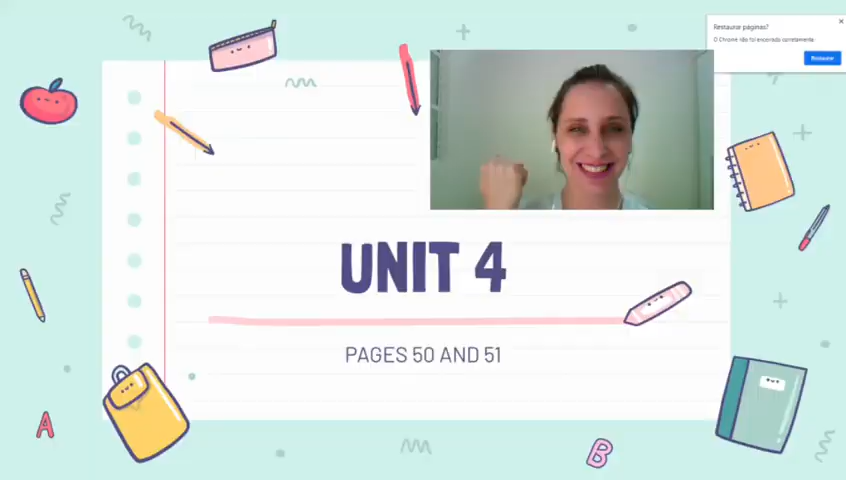 Restaurar páginas?
O Chrome não foi encerrado corretamente.
Restaurar
UNIT 4
PAGES 50 AND 51
A
B